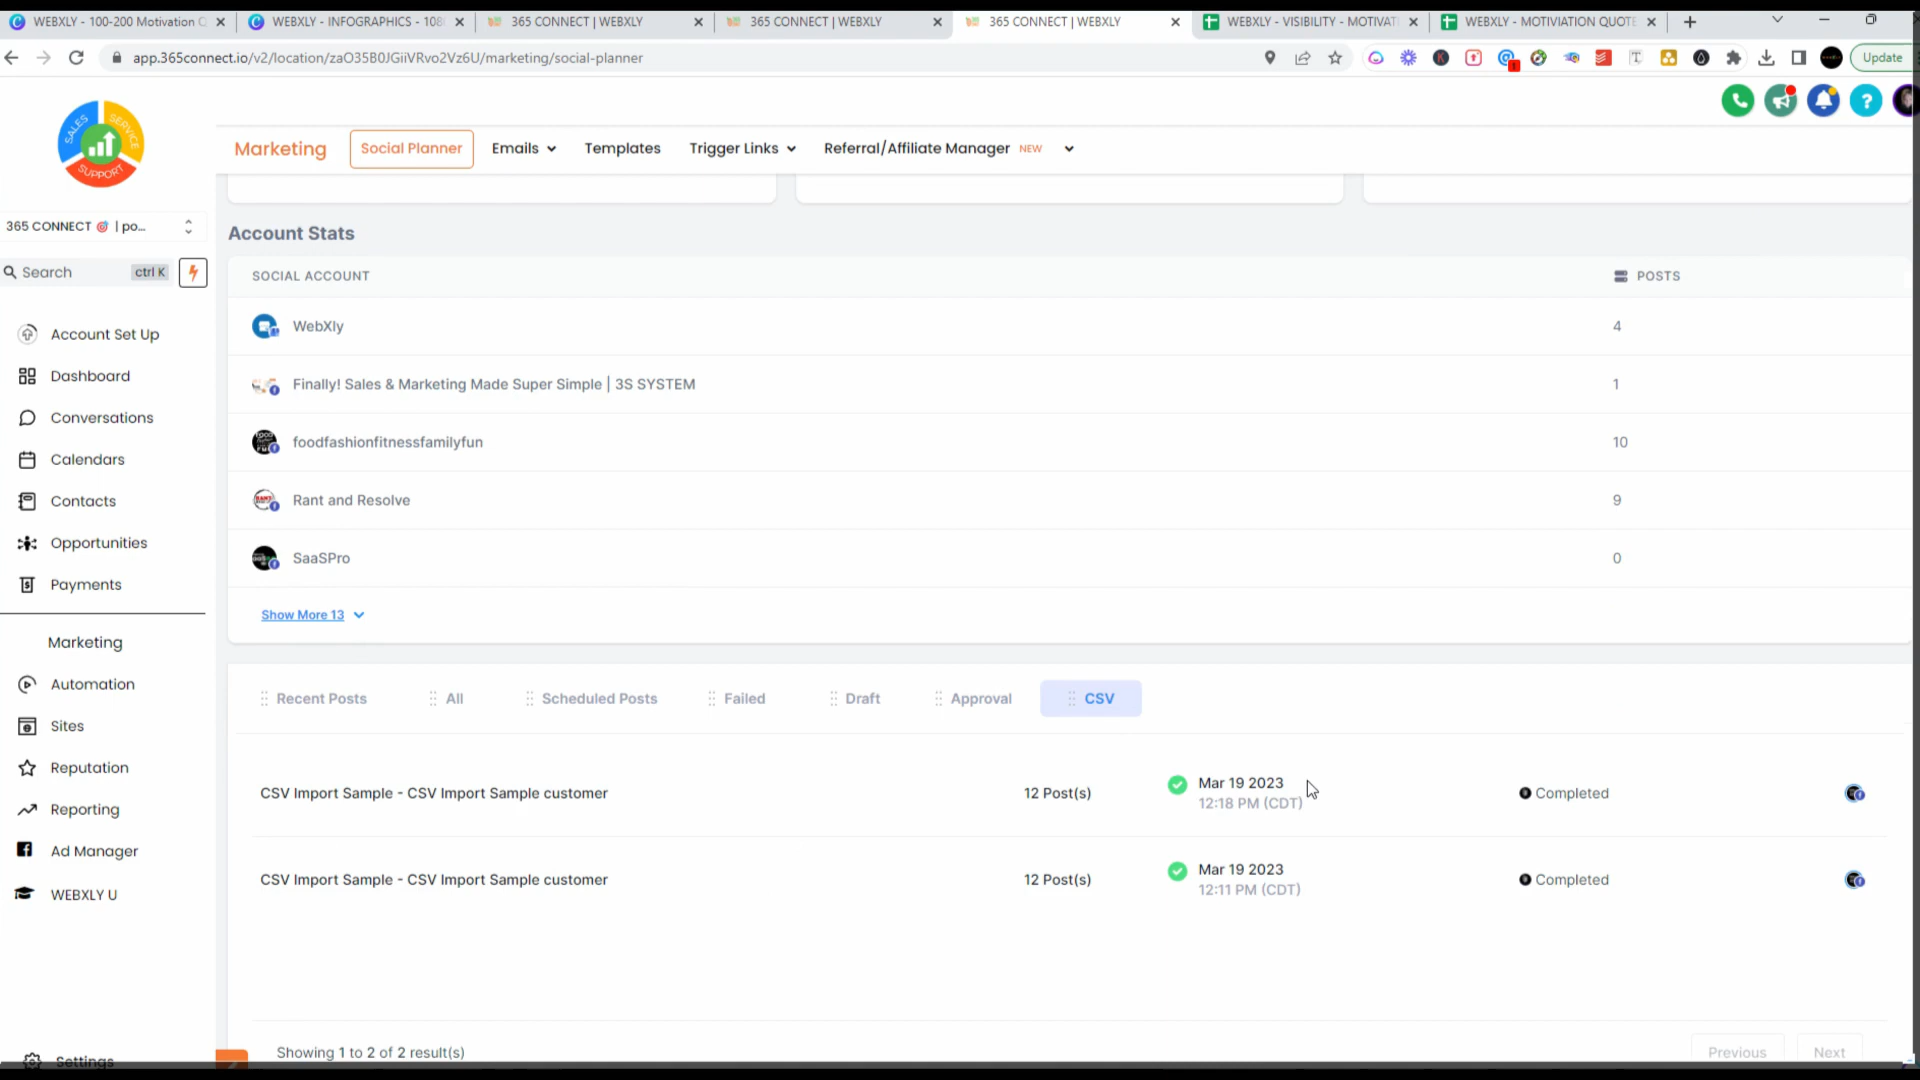 WEBXLY - 100-200 Motivation Q
WEBXLY - INFOGRAPHICS - 108
365 CONNECT | WEBXLY
365 CONNECT | WEBXLY
365 CONNECT | WEBXLY
WEBXLY - VISIBILITY - MOTIVAT
WEBXLY - MOTIVIATION QUOTE
app.365connect.io/v2/location/zaO35B0JGiiVRvo2Vz6U/marketing/social-planner
Update
SALES
SERVICE
SUPPORT
Marketing
Social Planner
Emails
Templates
Trigger Links
Referral/Affiliate Manager NEW
365 CONNECT 🎯 | po...
Search
ctrl K
Account Set Up
Dashboard
Conversations
Calendars
Contacts
Opportunities
Payments
Marketing
Automation
Sites
Reputation
Reporting
Ad Manager
WEBXLY U
Settings
Account Stats
SOCIAL ACCOUNT
POSTS
WebXly
4
Finally! Sales & Marketing Made Super Simple | 3S SYSTEM
1
foodfashionfitnessfamilyfun
10
Rant and Resolve
9
SaaSPro
0
Show More 13
Recent Posts
All
Scheduled Posts
Failed
Draft
Approval
CSV
CSV Import Sample - CSV Import Sample customer
12 Post(s)
Mar 19 2023
12:18 PM (CDT)
Completed
CSV Import Sample - CSV Import Sample customer
12 Post(s)
Mar 19 2023
12:11 PM (CDT)
Completed
Showing 1 to 2 of 2 result(s)
Previous
Next